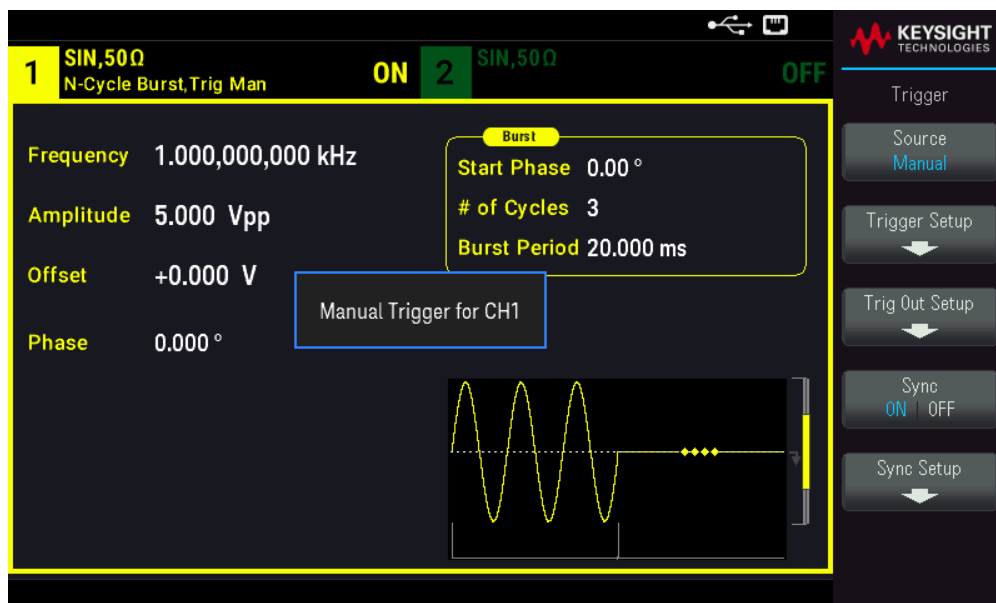 KEYSIGHT
TECHNOLOGIES
1
SIN,50Ω
N-Cycle Burst,Trig Man
ON
2
SIN,50Ω
OFF
Frequency 1.000,000,000 kHz
Amplitude 5.000 Vpp
Offset +0.000 V
Phase 0.000 °
Burst
Start Phase 0.00 °
# of Cycles 3
Burst Period 20.000 ms
Manual Trigger for CH1
Trigger
Source
Manual
Trigger Setup
Trig Out Setup
Sync
ON | OFF
Sync Setup